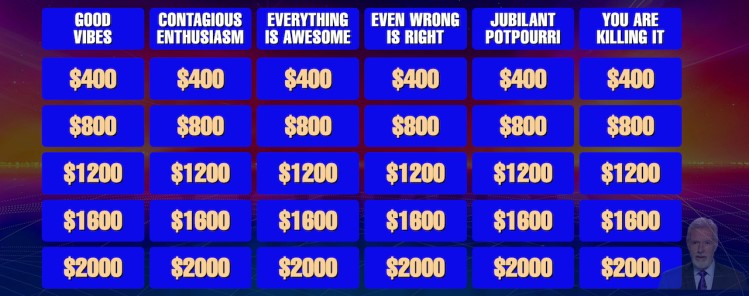 GOOD VIBES
CONTAGIOUS ENTHUSIASM
EVERYTHING IS AWESOME
EVEN WRONG IS RIGHT
JUBILANT POTPOURRI
YOU ARE KILLING IT
$400 $400 $400 $400 $400 $400
$800 $800 $800 $800 $800 $800
$1200 $1200 $1200 $1200 $1200 $1200
$1600 $1600 $1600 $1600 $1600 $1600
$2000 $2000 $2000 $2000 $2000 $2000